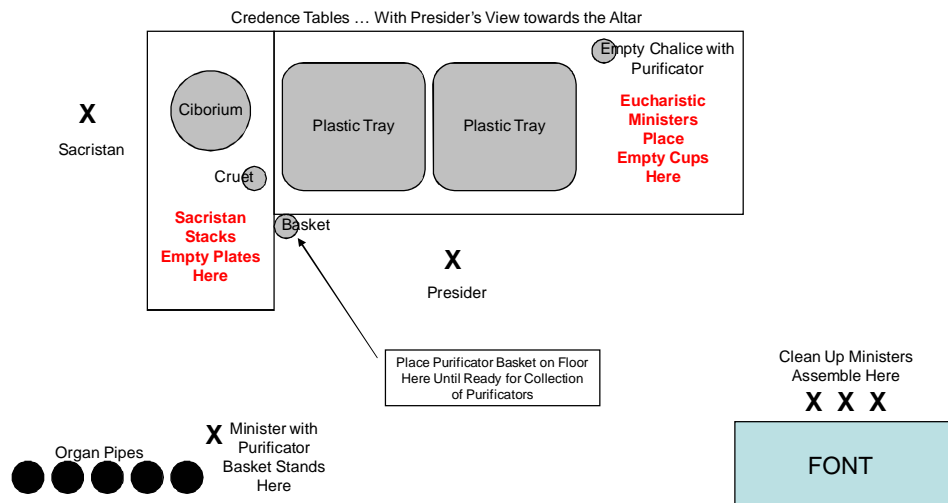 Credence Tables … With Presider's View towards the Altar
Empty Chalice with
Purificator
Ciborium
Plastic Tray
Plastic Tray
Eucharistic
Ministers
Place
Empty Cups
Here
X
Sacristan
Cruet
Sacristan
Stacks
Empty Plates
Here
Basket
X
Presider
Place Purificator Basket on Floor
Here Until Ready for Collection
of Purificators
Clean Up Ministers
Assemble Here
X X X
X
Minister with
Purificator
Basket Stands
Here
Organ Pipes
FONT